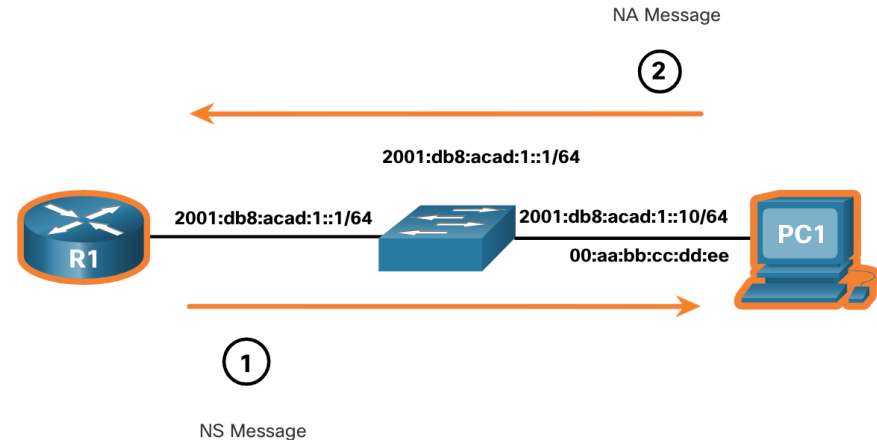 NA Message
2
2001:db8:acad:1::1/64
2001:db8:acad:1::1/64
2001:db8:acad:1::10/64
R1
PC1
00:aa:bb:cc:dd:ee
1
NS Message